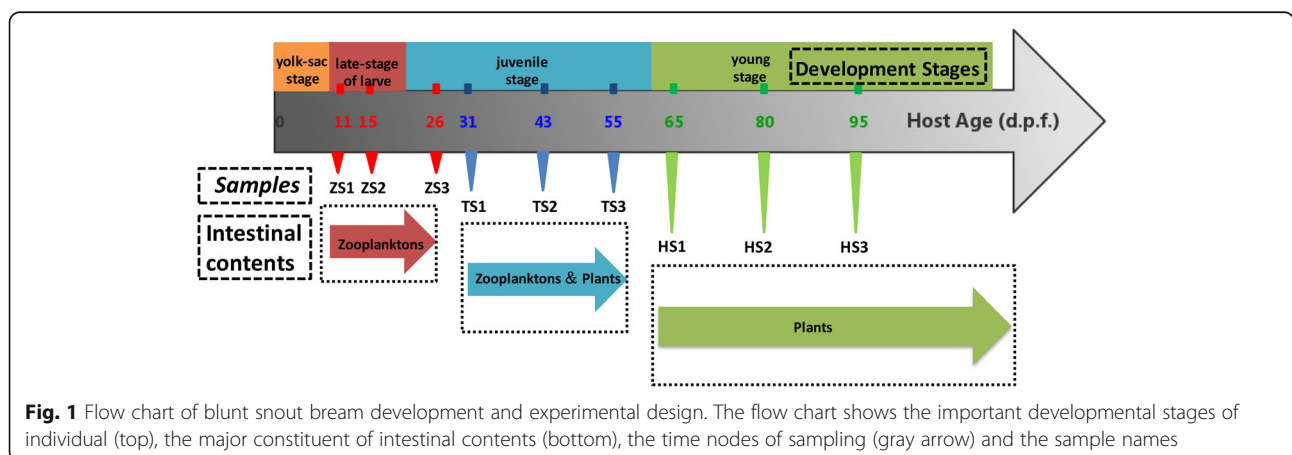 yolk-sac
stage
late-stage
of larve
juvenile
stage
young
stage
Development Stages
0 11 15 26 31 43 55 65 80 95 Host Age (d.p.f.)
Samples
ZS1 ZS2 ZS3 TS1 TS2 TS3 HS1 HS2 HS3
Intestinal
contents
Zooplanktons
Zooplanktons & Plants
Plants
Fig. 1 Flow chart of blunt snout bream development and experimental design. The flow chart shows the important developmental stages of
individual (top), the major constituent of intestinal contents (bottom), the time nodes of sampling (gray arrow) and the sample names